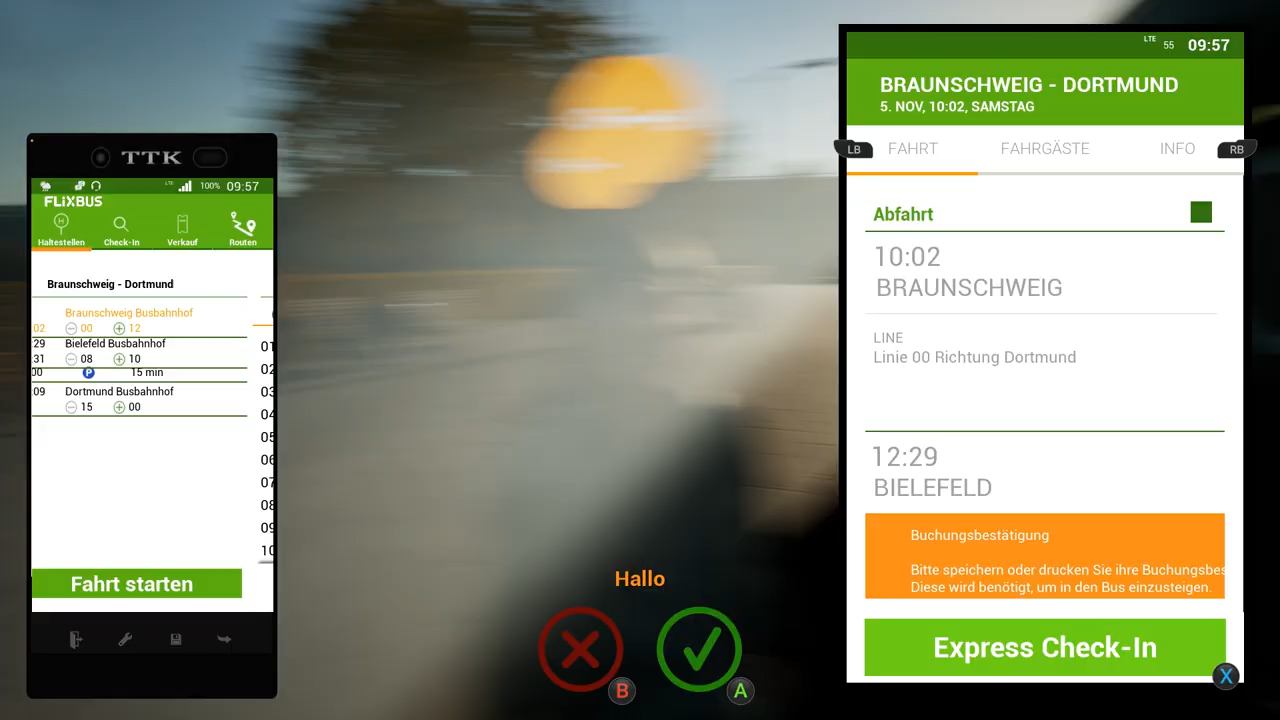 TTK
LTE 100% 09:57
FLiXBUS
Haltestellen Check-In Verkauf Routen
Braunschweig - Dortmund
Braunschweig Busbahnhof
02 00 12
:29 Bielefeld Busbahnhof
:31 08 10
00 P 15 min
:09 Dortmund Busbahnhof
15 00
01
02
03
04
05
06
07
08
09
10
Fahrt starten
Hallo
B A
LTE 55 09:57
BRAUNSCHWEIG - DORTMUND
5. NOV, 10:02, SAMSTAG
LB FAHRT FAHRGÄSTE INFO RB
Abfahrt
10:02
BRAUNSCHWEIG
LINE
Linie 00 Richtung Dortmund
12:29
BIELEFELD
Buchungsbestätigung
Bitte speichern oder drucken Sie ihre Buchungsbes
Diese wird benötigt, um in den Bus einzusteigen.
Express Check-In
X